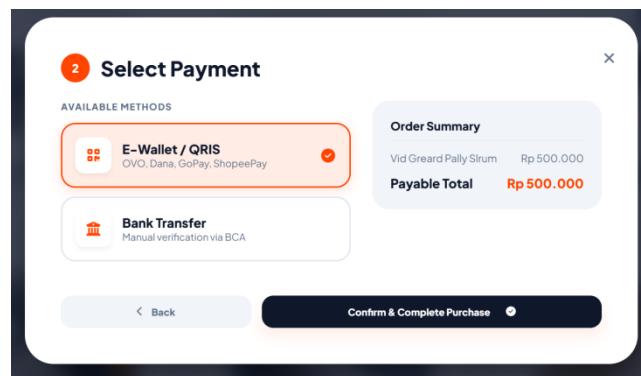 2 Select Payment
AVAILABLE METHODS
E-Wallet / QRIS
OVO, Dana, GoPay, ShopeePay
Bank Transfer
Manual verification via BCA
Order Summary
Vid Greard Pally Slrum Rp 500.000
Payable Total Rp 500.000
Back
Confirm & Complete Purchase